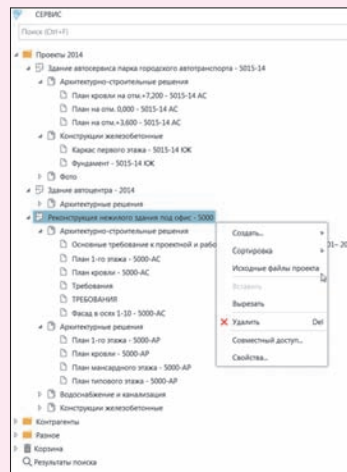 СЕРВИС
Поиск (Ctrl+F)
Проекты 2014
Здание автосервиса парка городского автотранспорта - 5015-14
Архитектурно-строительные решения
План кровли на отм.+7,200 - 5015-14 АС
План на отм. 0,000 - 5015-14 АС
План на отм.+3.600 - 5015-14 АС
Конструкции железобетонные
Каркас первого этажа - 5015-14 КЖ
Фундамент - 5015-14 КЖ
Фото
Здание автоцентра - 2014
Архитектурные решения
Реконструкция нежилого здания под офис - 5000
Архитектурно-строительные решения
Основные требование к проектной и рабо
01– 20
План 1-го этажа - 5000-АС
План кровли - 5000-АС
Требования
ТРЕБОВАНИЯ
Фасад в осях 1-10 - 5000-АС
Архитектурные решения
План 1-го этажа - 5000-АР
План кровли - 5000-АР
План мансардного этажа - 5000-АР
План типового этажа - 5000-АР
Водоснабжение и канализация
Конструкции железобетонные
Контрагенты
Разное
Корзина
Результаты поиска
Создать...
Сортировка
Исходные файлы проекта
Вставить
Вырезать
Удалить Del
Совместный доступ...
Свойства...